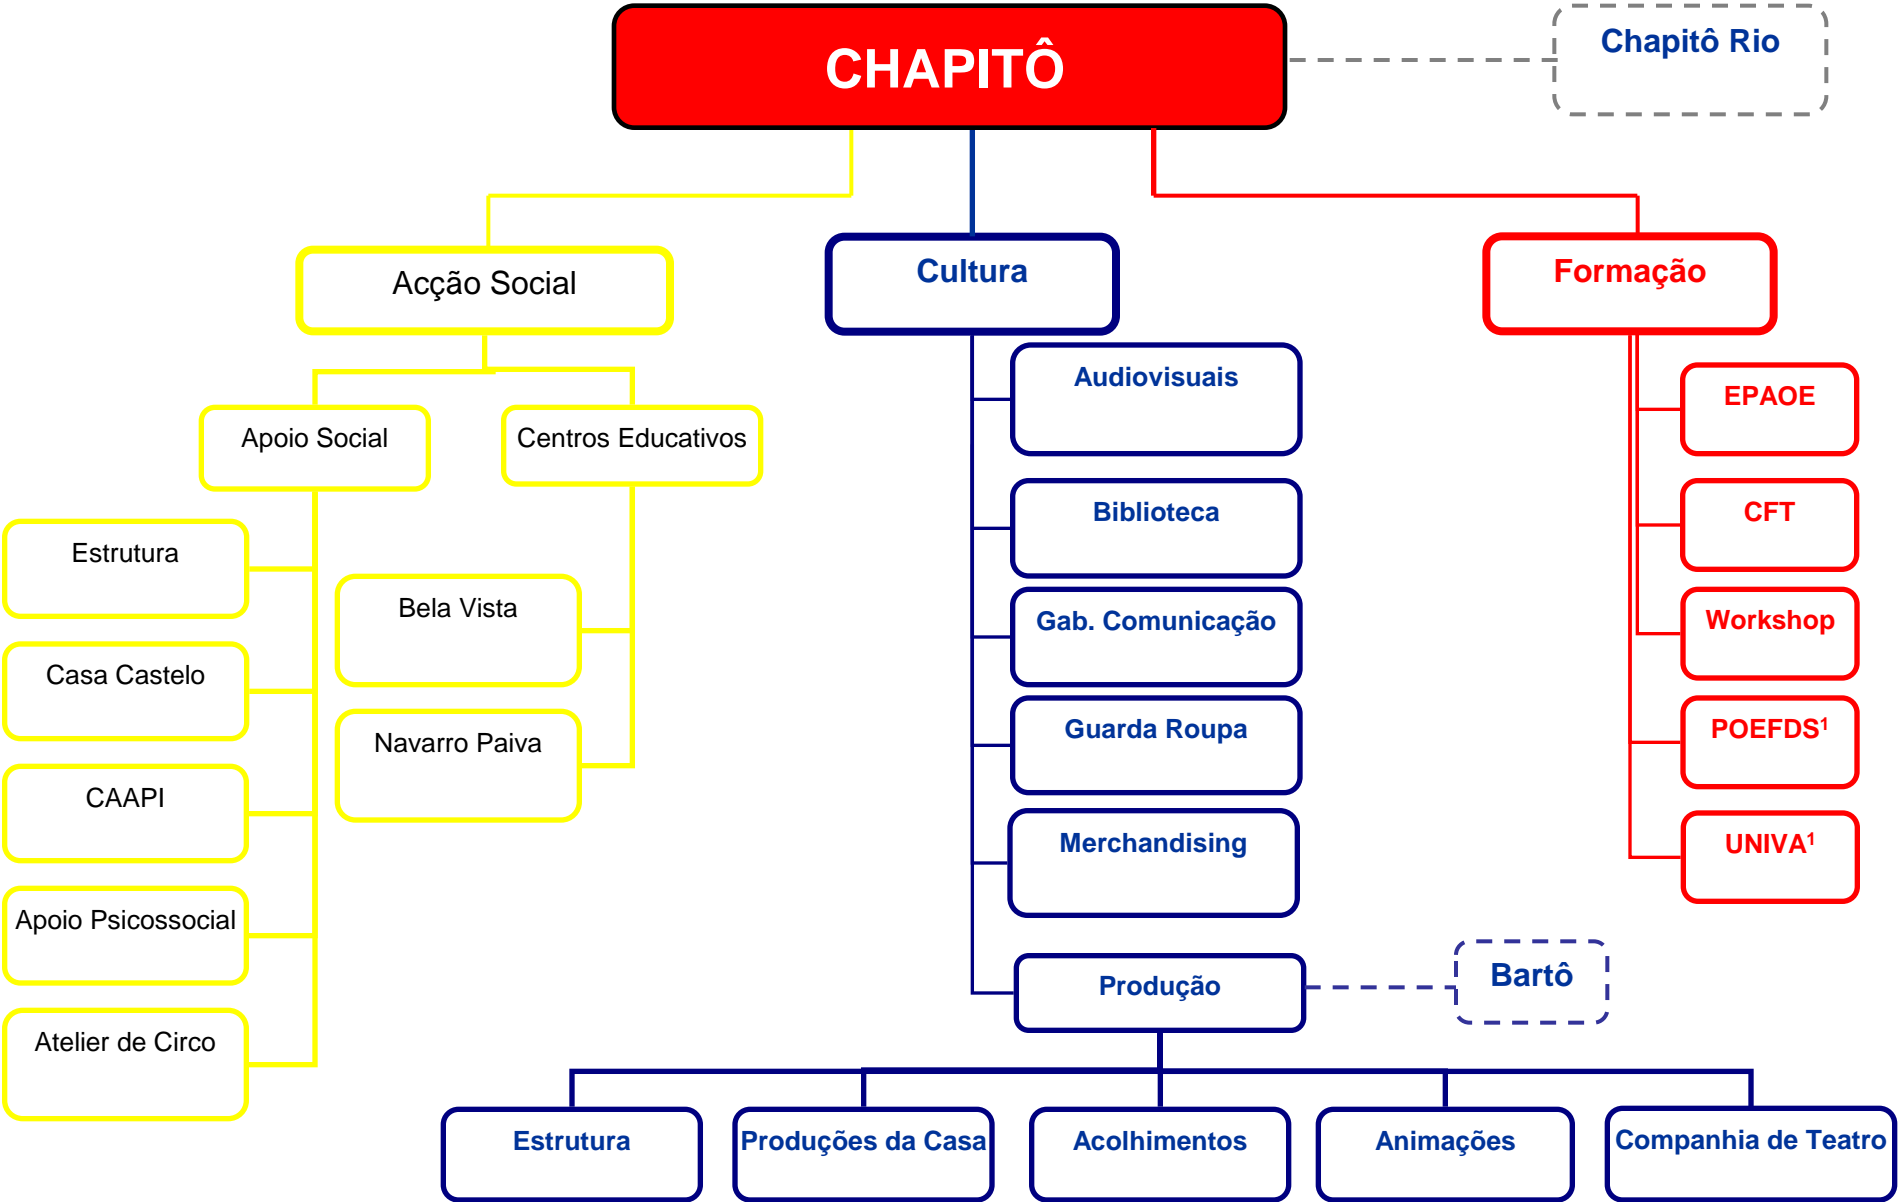 CHAPITÔ
Chapitô Rio
Acção Social
Cultura
Formação
Apoio Social
Centros Educativos
Estrutura
Casa Castelo
CAAPI
Apoio Psicossocial
Atelier de Circo
Bela Vista
Navarro Paiva
Audiovisuais
Biblioteca
Gab. Comunicação
Guarda Roupa
Merchandising
Produção
Bartô
Estrutura
Produções da Casa
Acolhimentos
Animações
Companhia de Teatro
EPAOE
CFT
Workshop
POEFDS¹
UNIVA¹